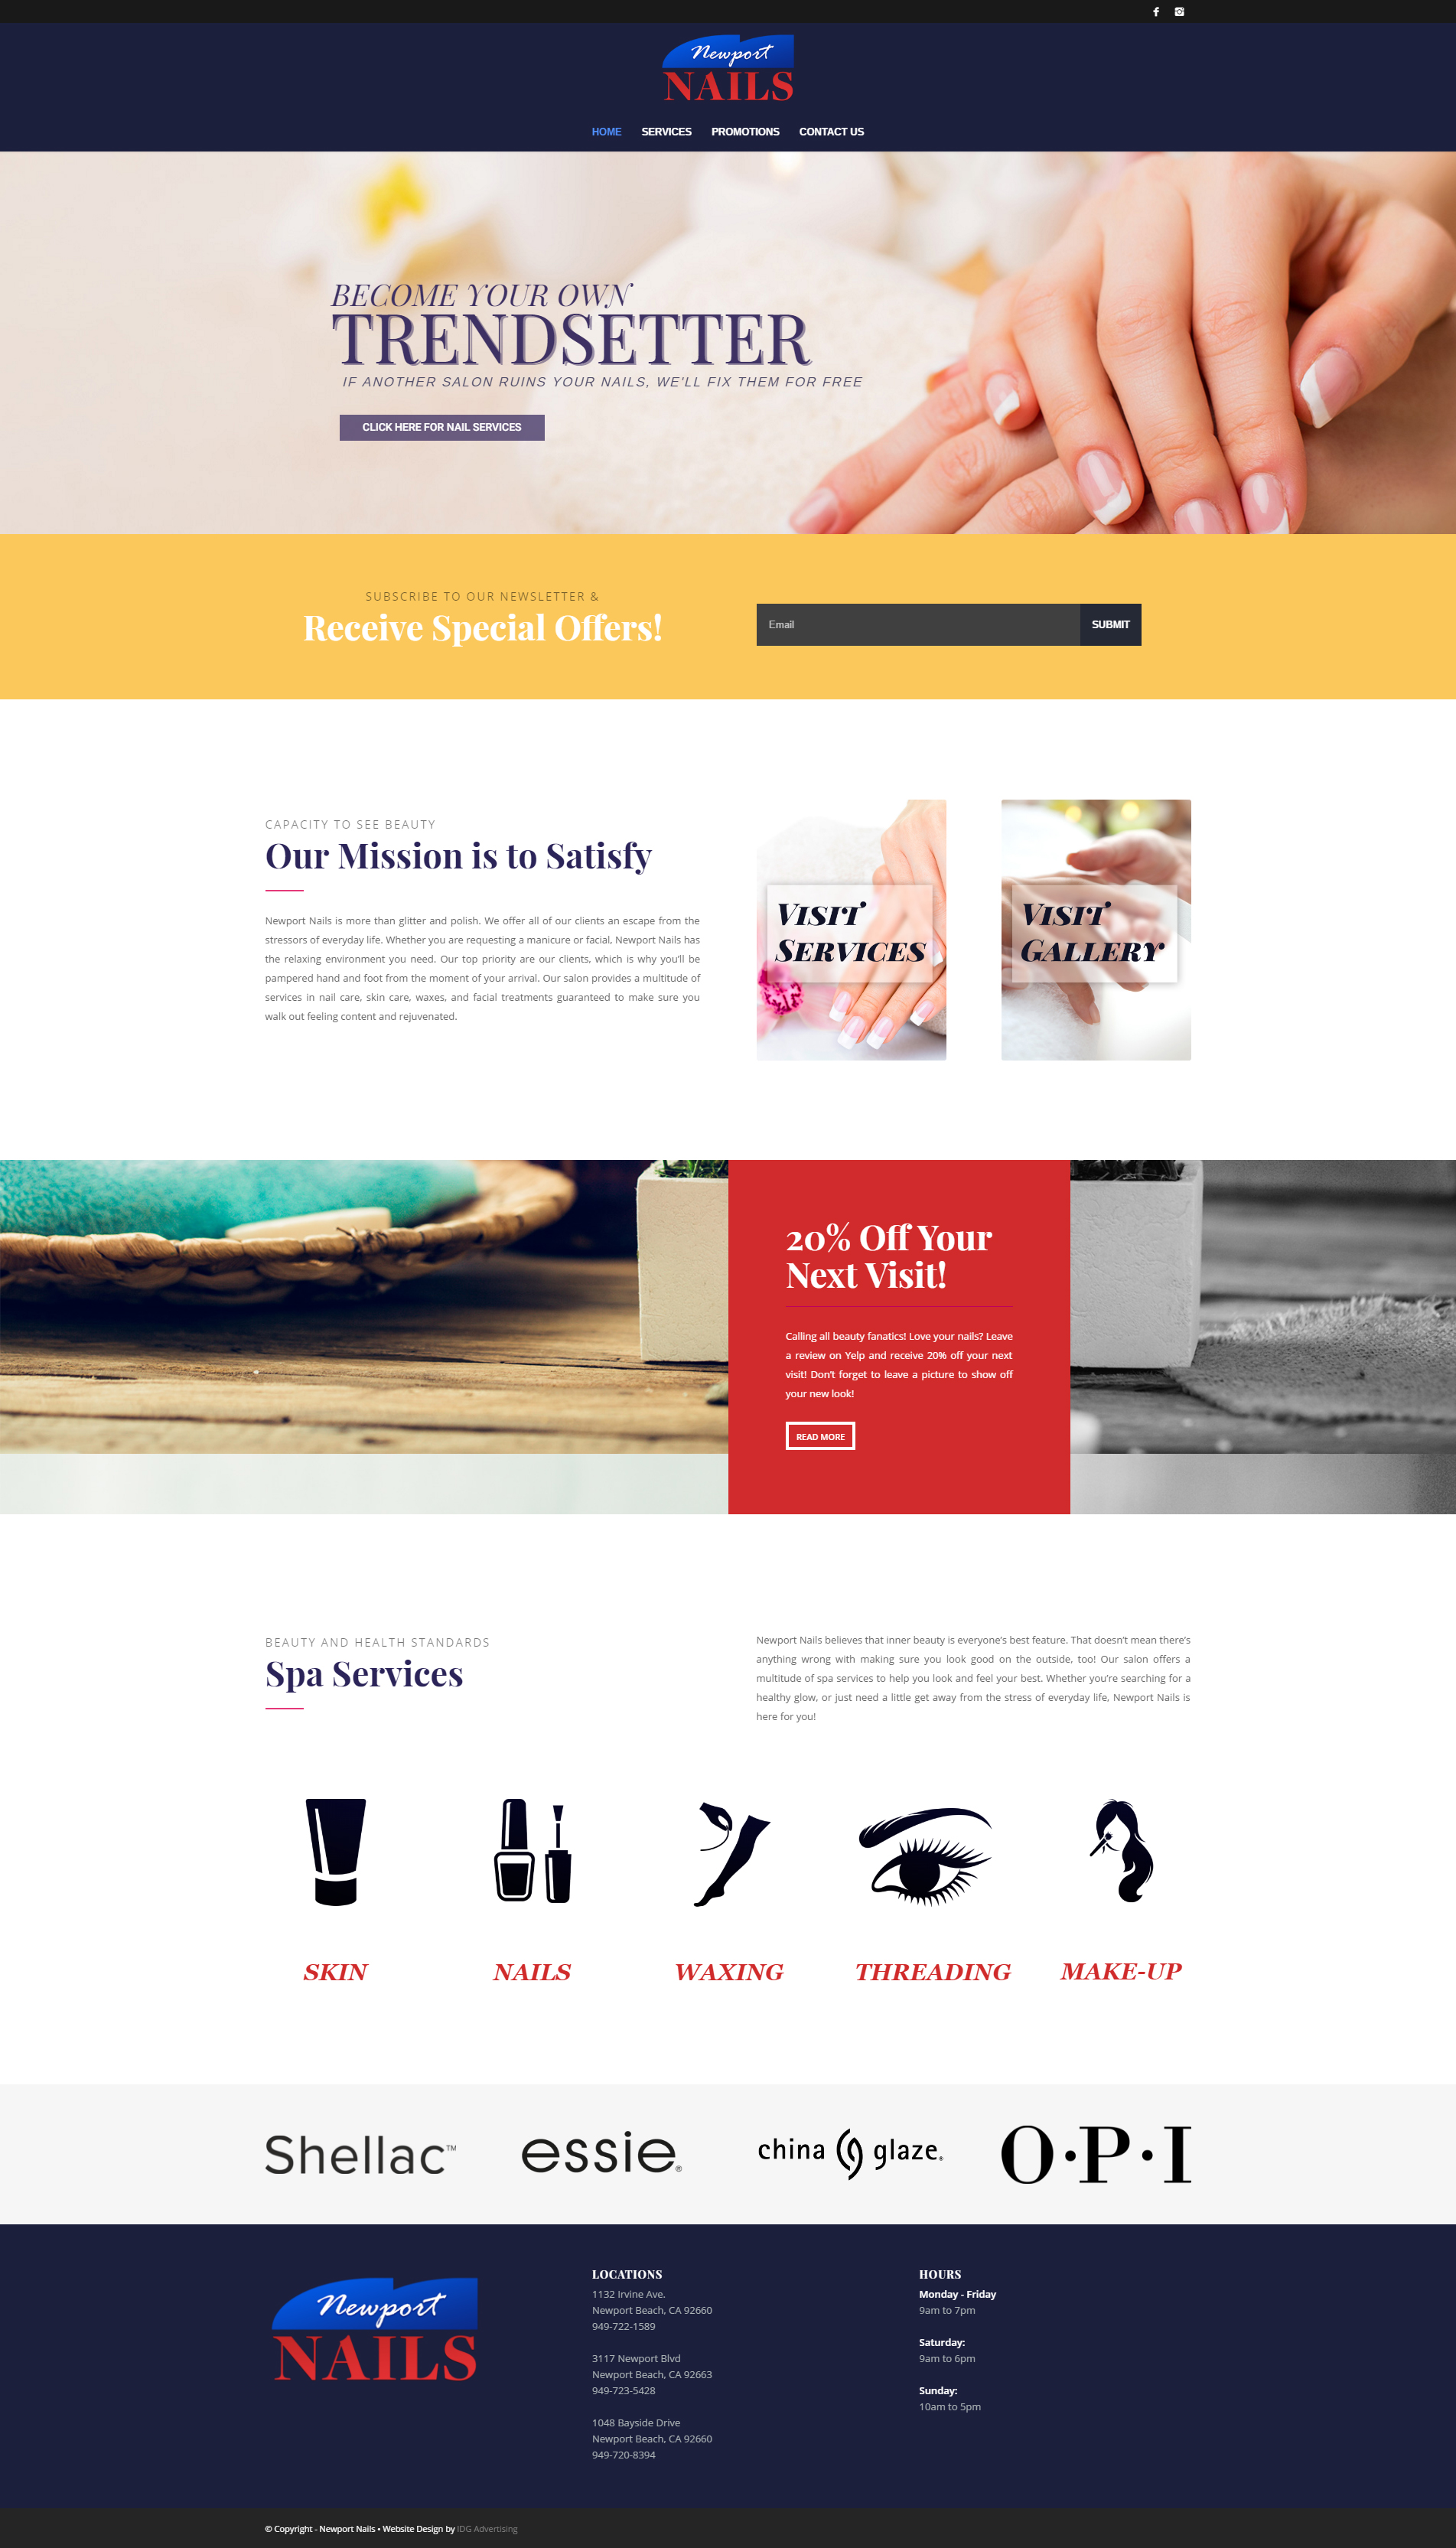 Newport
NAILS
HOME SERVICES PROMOTIONS CONTACT US
BECOME YOUR OWN
TRENDSETTER
IF ANOTHER SALON RUINS YOUR NAILS, WE'LL FIX THEM FOR FREE
CLICK HERE FOR NAIL SERVICES
SUBSCRIBE TO OUR NEWSLETTER &
Receive Special Offers!
Email
SUBMIT
CAPACITY TO SEE BEAUTY
Our Mission is to Satisfy
Newport Nails is more than glitter and polish. We offer all of our clients an escape from the
stressors of everyday life. Whether you are requesting a manicure or facial, Newport Nails has
the relaxing environment you need. Our top priority are our clients, which is why you'll be
pampered hand and foot from the moment of your arrival. Our salon provides a multitude of
services in nail care, skin care, waxes, and facial treatments guaranteed to make sure you
walk out feeling content and rejuvenated.
VISIT
SERVICES
VISIT
GALLERY
20% Off Your
Next Visit!
Calling all beauty fanatics! Love your nails? Leave
a review on Yelp and receive 20% off your next
visit! Don't forget to leave a picture to show off
your new look!
READ MORE
BEAUTY AND HEALTH STANDARDS
Spa Services
Newport Nails believes that inner beauty is everyone's best feature. That doesn't mean there's
anything wrong with making sure you look good on the outside, too! Our salon offers a
multitude of spa services to help you look and feel your best. Whether you're searching for a
healthy glow, or just need a little get away from the stress of everyday life, Newport Nails is
here for you!
SKIN
NAILS
WAXING
THREADING
MAKE-UP
Shellac™
essie®
china glaze®
O·P·I
Newport
NAILS
LOCATIONS
1132 Irvine Ave.
Newport Beach, CA 92660
949-722-1589
3117 Newport Blvd
Newport Beach, CA 92663
949-723-5428
1048 Bayside Drive
Newport Beach, CA 92660
949-720-8394
HOURS
Monday - Friday
9am to 7pm
Saturday:
9am to 6pm
Sunday:
10am to 5pm
© Copyright - Newport Nails • Website Design by IDG Advertising